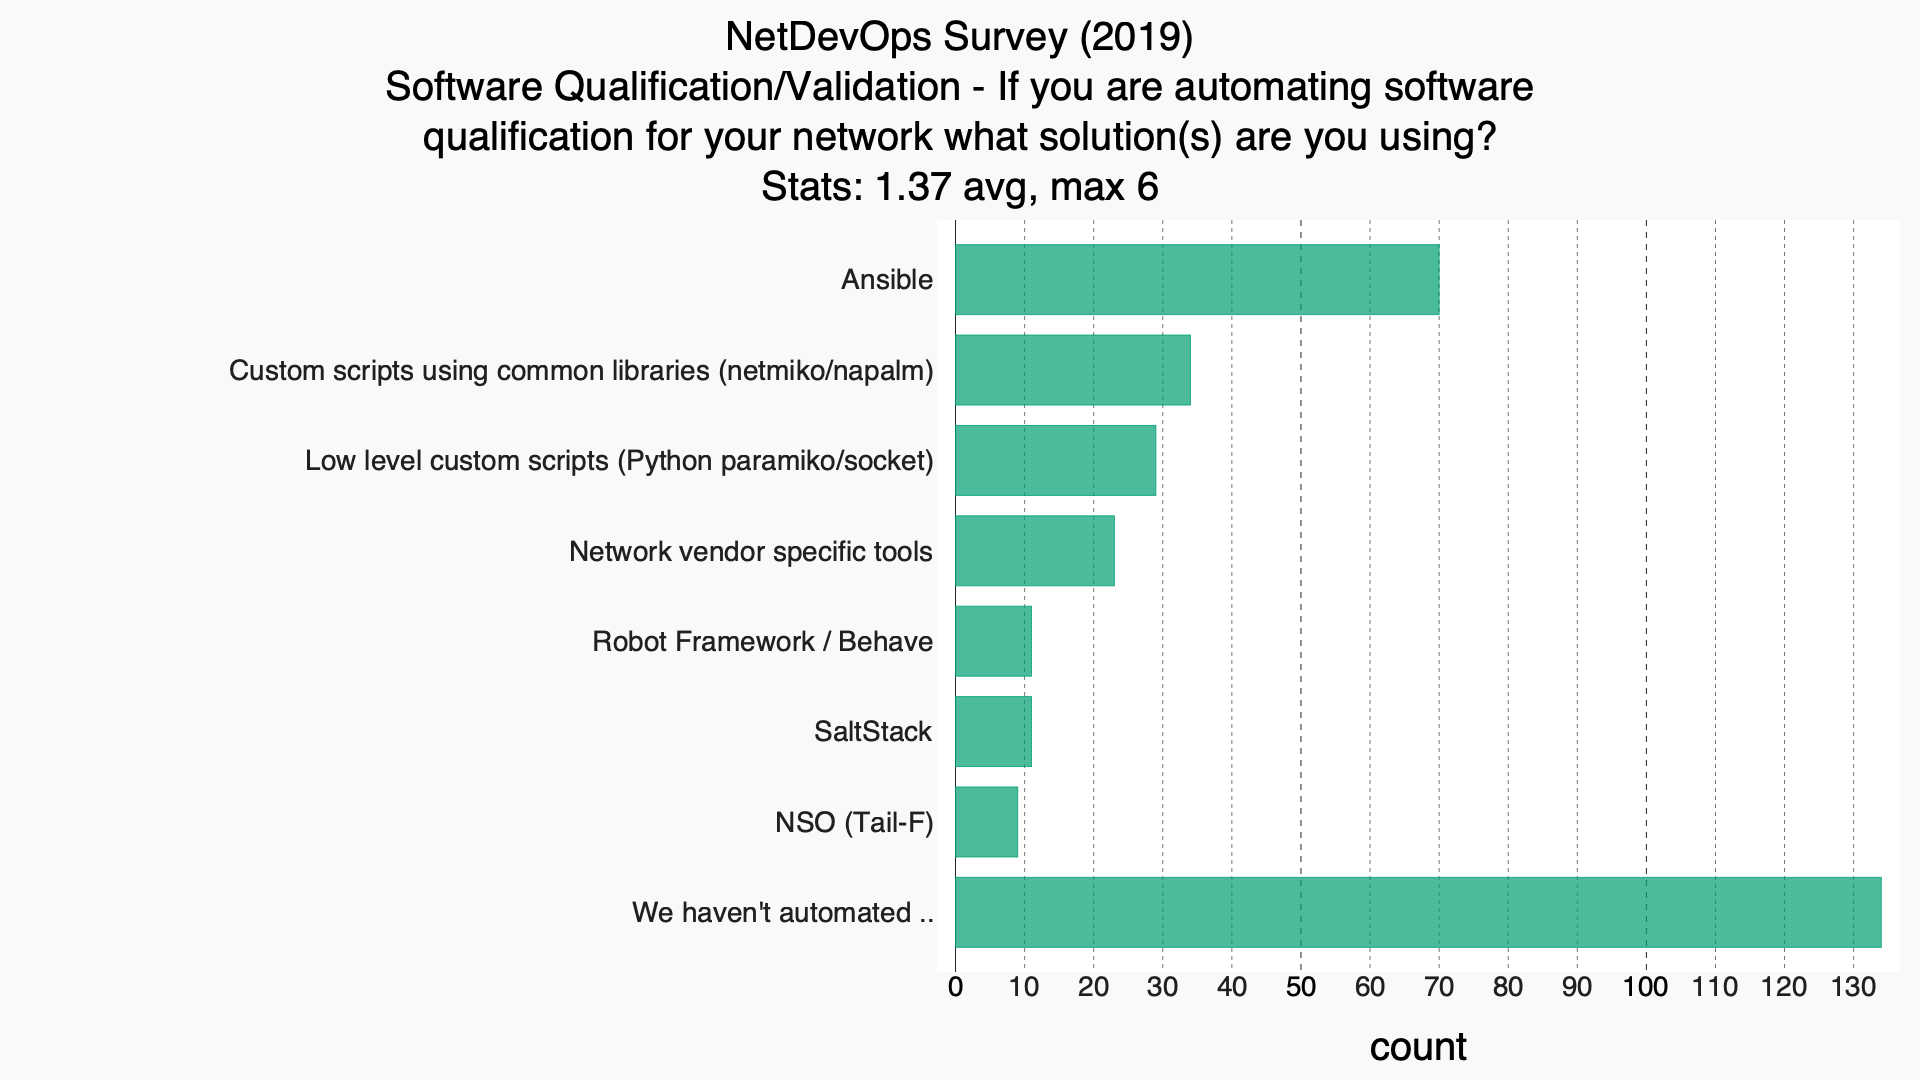 NetDevOps Survey (2019)
Software Qualification/Validation - If you are automating software
qualification for your network what solution(s) are you using?
Stats: 1.37 avg, max 6
Ansible
Custom scripts using common libraries (netmiko/napalm)
Low level custom scripts (Python paramiko/socket)
Network vendor specific tools
Robot Framework / Behave
SaltStack
NSO (Tail-F)
We haven't automated ..
0 10 20 30 40 50 60 70 80 90 100 110 120 130
count